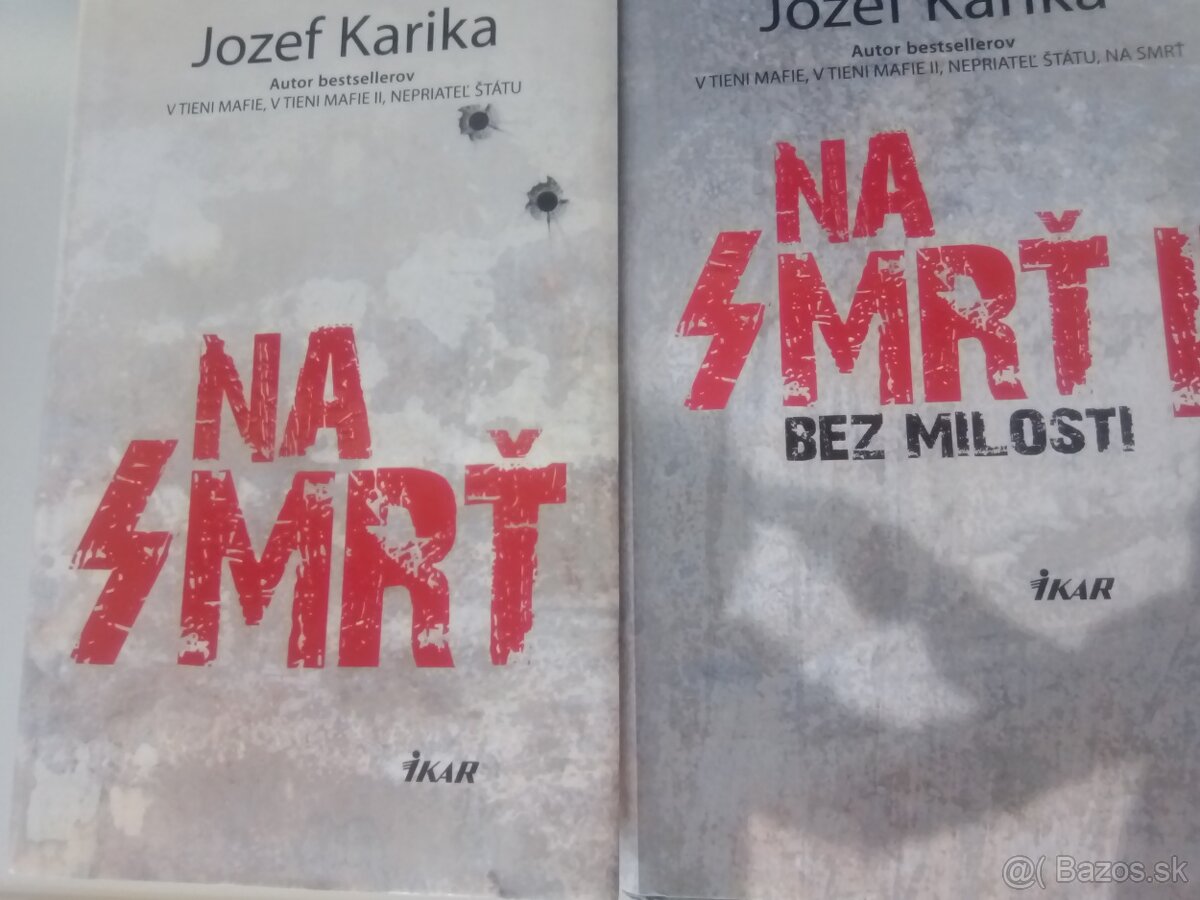 Jozef Karika
Autor bestsellerov
V TIENI MAFIE, V TIENI MAFIE II, NEPRIATEĽ ŠTÁTU
NA
SMRŤ
iKAR
Jozef Karika
Autor bestsellerov
V TIENI MAFIE, V TIENI MAFIE II, NEPRIATEĽ ŠTÁTU, NA SMRŤ
NA
SMRŤ
BEZ MILOSTI
iKAR
@( Bazos.sk